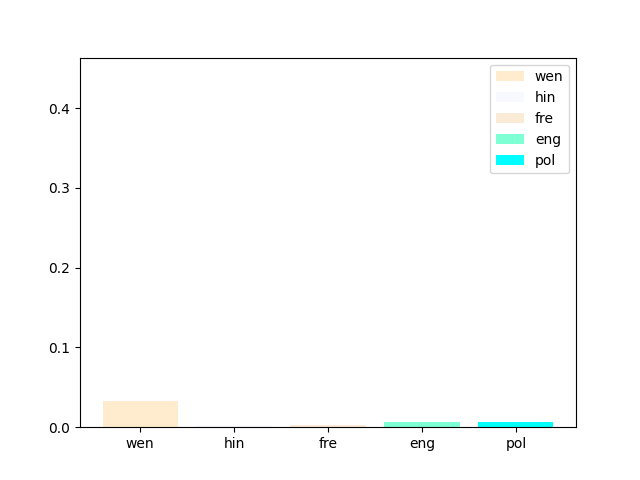 wen
hin
fre
eng
pol
0.4
0.3
0.2
0.1
0.0
wen hin fre eng pol